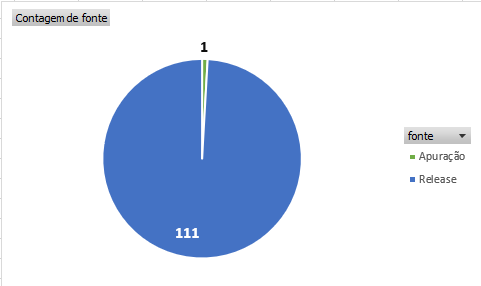 Contagem de fonte
1
111
fonte
Apuração
Release